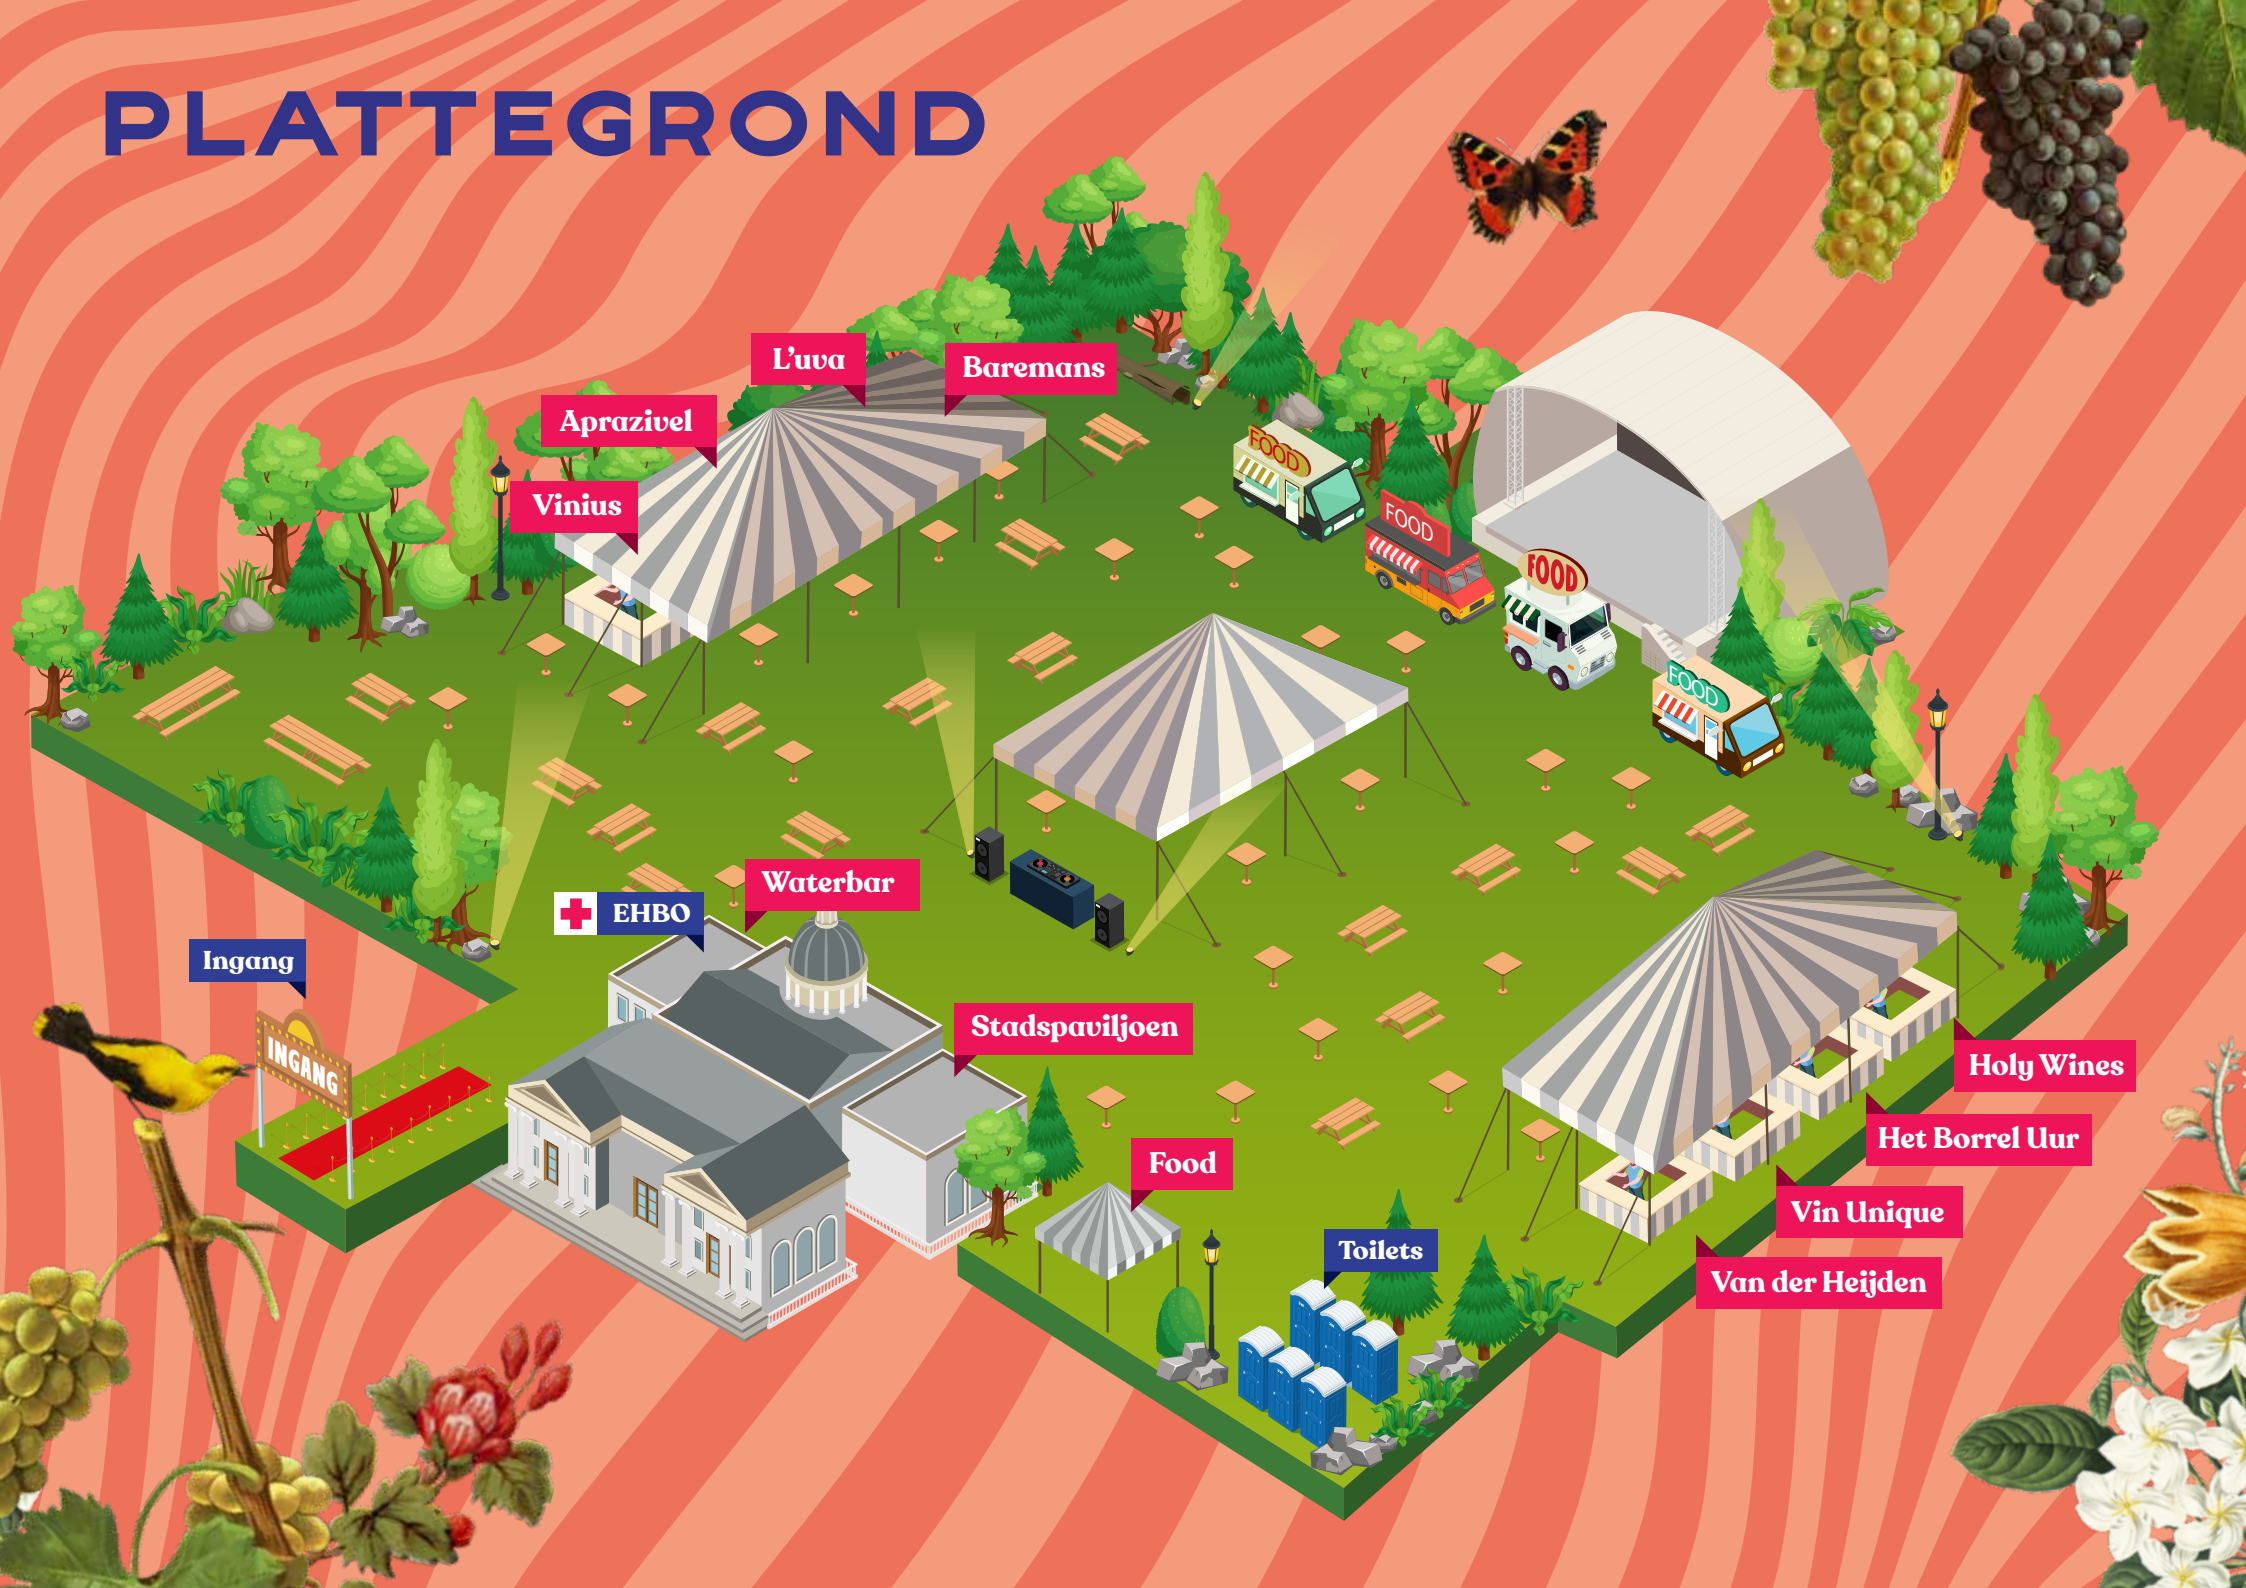 PLATTEGROND
L'uva
Baremans
Aprazivel
Vinius
FOOD
FOOD
FOOD
FOOD
Waterbar
EHBO
Ingang
INGANG
Stadspaviljoen
Food
Toilets
Holy Wines
Het Borrel Uur
Vin Unique
Van der Heijden